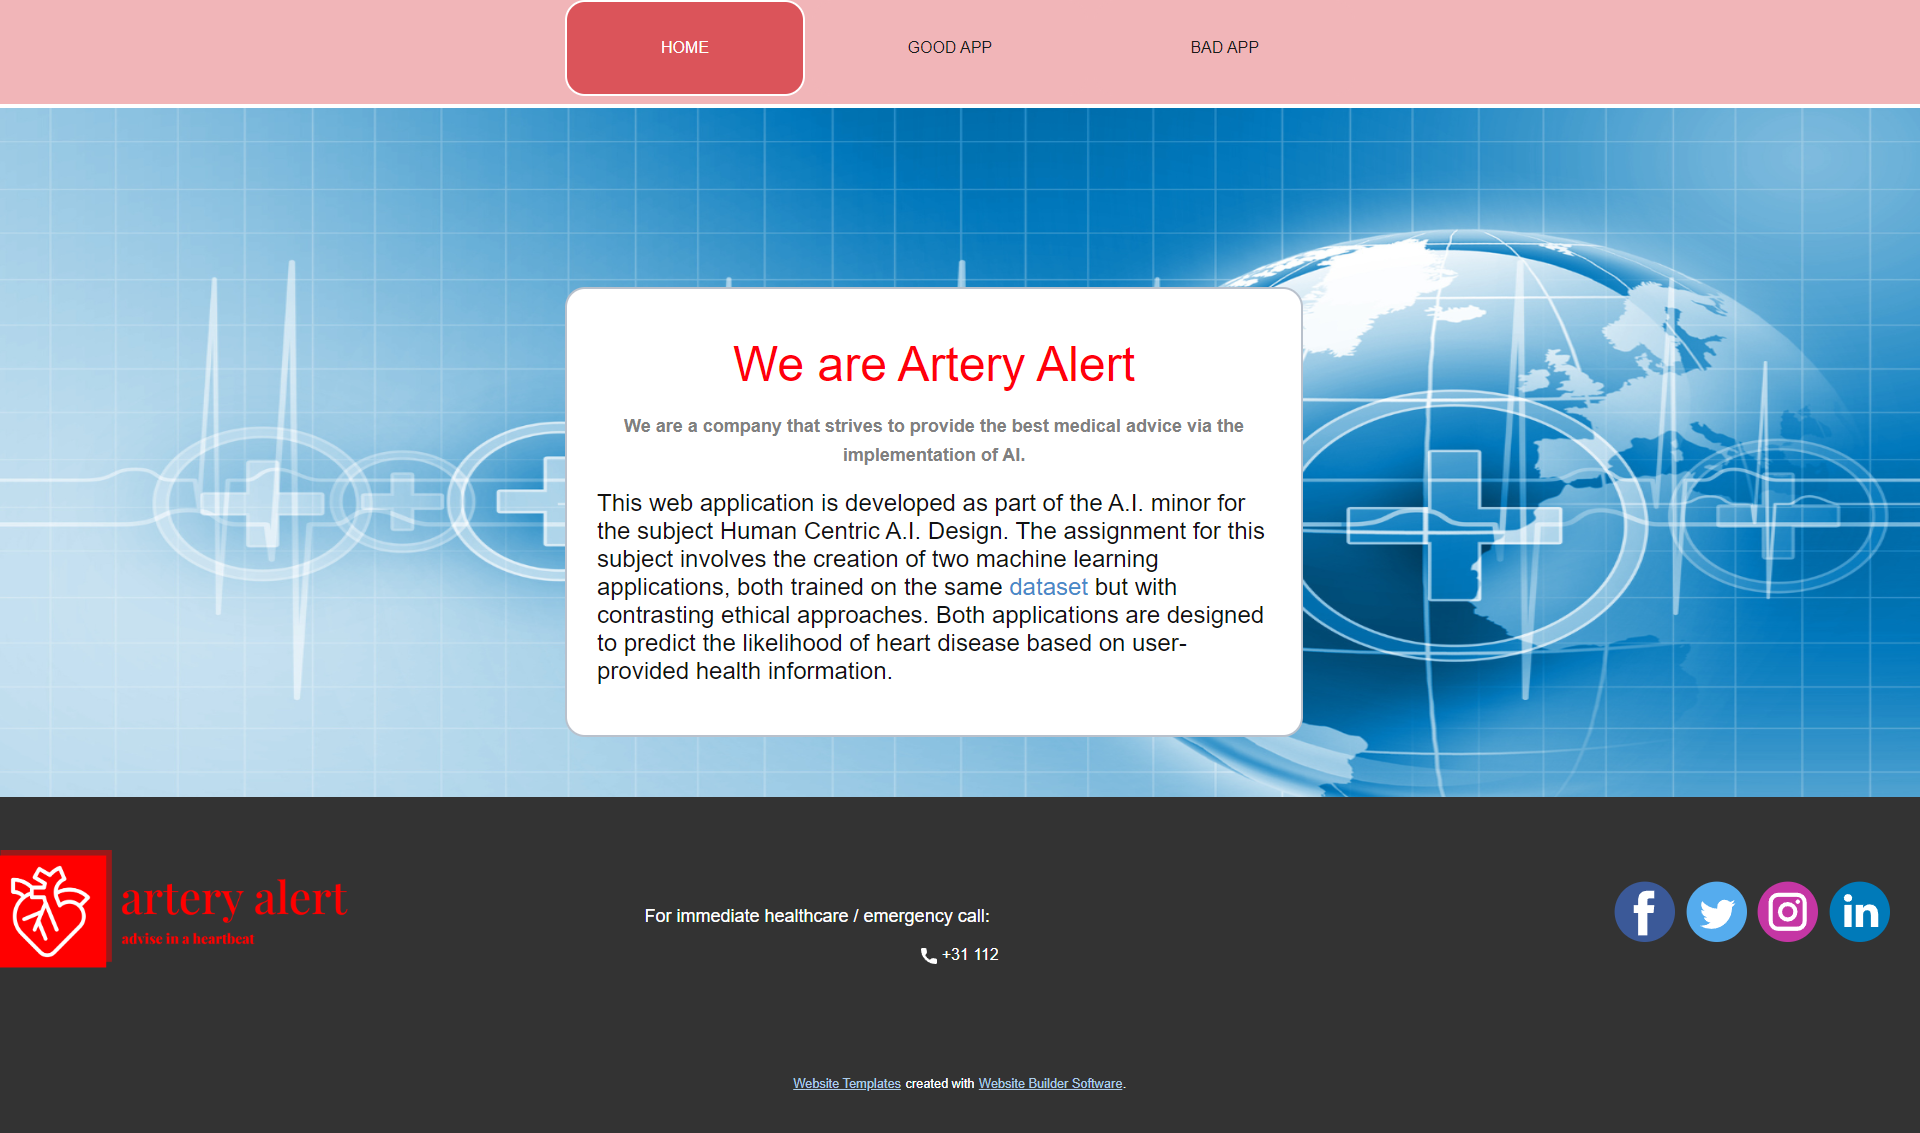 HOME
GOOD APP
BAD APP
We are Artery Alert
We are a company that strives to provide the best medical advice via the
implementation of AI.
This web application is developed as part of the A.I. minor for
the subject Human Centric A.I. Design. The assignment for this
subject involves the creation of two machine learning
applications, both trained on the same dataset but with
contrasting ethical approaches. Both applications are designed
to predict the likelihood of heart disease based on user-
provided health information.
artery alert
advise in a heartbeat
For immediate healthcare / emergency call:
+31 112
Website Templates created with Website Builder Software.